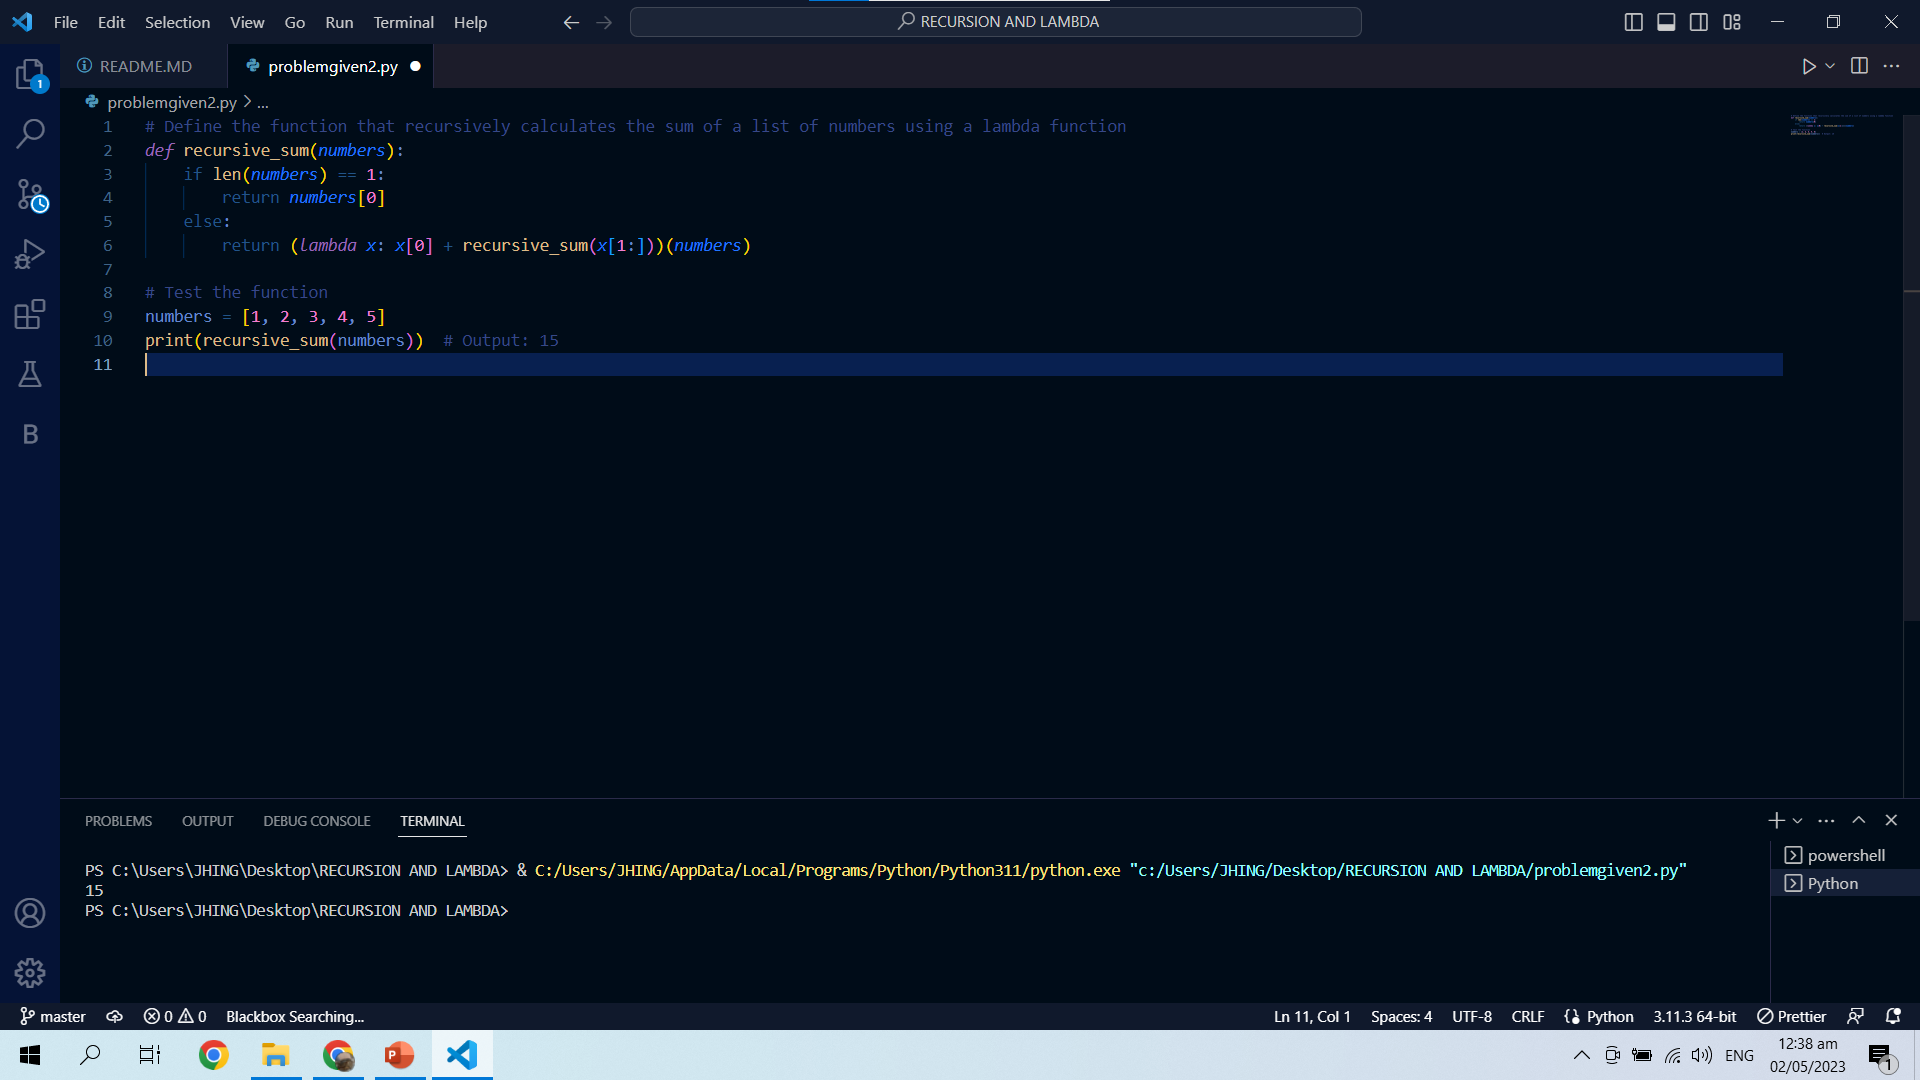 File Edit Selection View Go Run Terminal Help
RECURSION AND LAMBDA
README.MD
problemgiven2.py
1
problemgiven2.py > ...
1 # Define the function that recursively calculates the sum of a list of numbers using a lambda function
2 def recursive_sum(numbers):
3 if len(numbers) == 1:
4 return numbers[0]
5 else:
6 return (lambda x: x[0] + recursive_sum(x[1:]))(numbers)
7
8 # Test the function
9 numbers = [1, 2, 3, 4, 5]
10 print(recursive_sum(numbers)) # Output: 15
11
B
PROBLEMS OUTPUT DEBUG CONSOLE TERMINAL
PS C:\Users\JHING\Desktop\RECURSION AND LAMBDA> & C:/Users/JHING/AppData/Local/Programs/Python/Python311/python.exe "c:/Users/JHING/Desktop/RECURSION AND LAMBDA/problemgiven2.py"
15
PS C:\Users\JHING\Desktop\RECURSION AND LAMBDA>
powershell
Python
master 0 0 Blackbox Searching... Ln 11, Col 1 Spaces: 4 UTF-8 CRLF Python 3.11.3 64-bit Prettier
ENG
12:38 am
02/05/2023
1